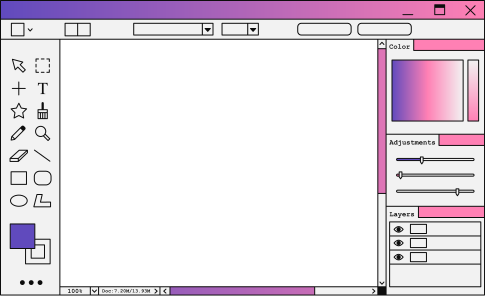 Color
T
Adjustments
Layers
100%
Doc:7.20M/13.93M